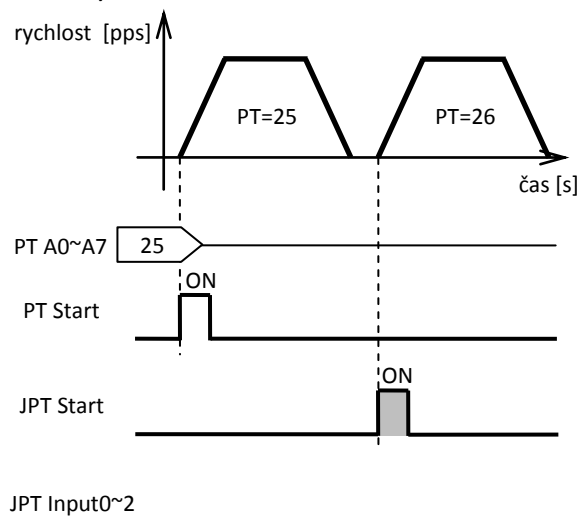 rychlost [pps]
PT=25 PT=26
čas [s]
PT A0~A7 25
ON
PT Start
ON
JPT Start
JPT Input0~2